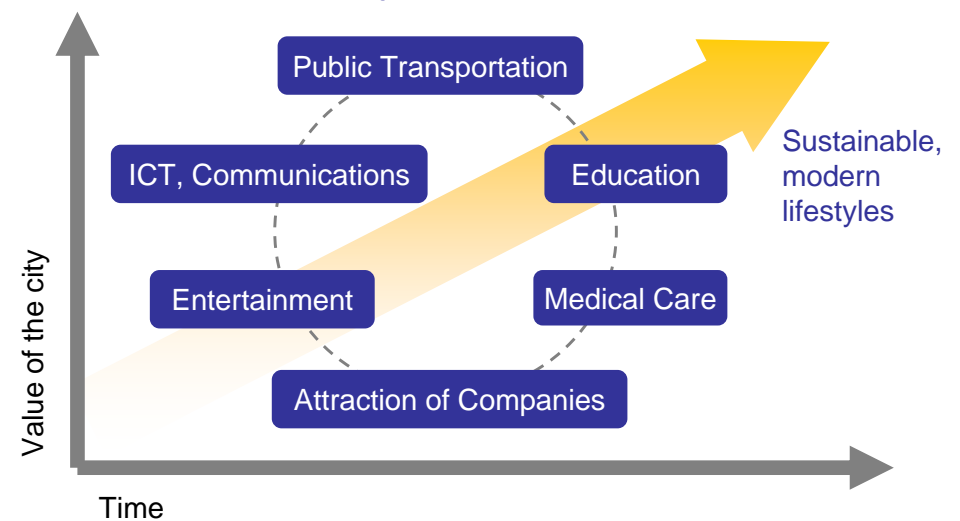 Public Transportation
ICT, Communications
Education
Sustainable,
modern
lifestyles
Entertainment
Medical Care
Attraction of Companies
Value of the city
Time